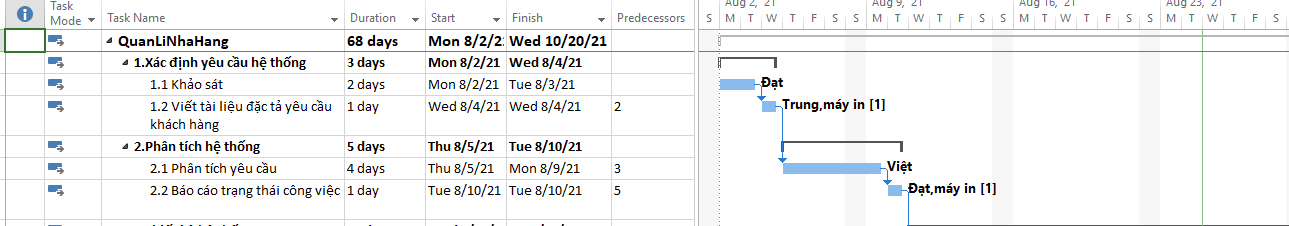 Task Mode Task Name Duration Start Finish Predecessors
Aug 2, '21 Aug 9, '21 Aug 16, '21 Aug 23, '21
S M T W T F S S M T W T F S S M T W T F S S M T W T F S
QuanLiNhaHang 68 days Mon 8/2/21 Wed 10/20/21
1.Xác định yêu cầu hệ thống 3 days Mon 8/2/21 Wed 8/4/21
1.1 Khảo sát 2 days Mon 8/2/21 Tue 8/3/21 Đạt
1.2 Viết tài liệu đặc tả yêu cầu 1 day Wed 8/4/21 Wed 8/4/21 2 Trung,máy in [1]
khách hàng
2.Phân tích hệ thống 5 days Thu 8/5/21 Tue 8/10/21
2.1 Phân tích yêu cầu 4 days Thu 8/5/21 Mon 8/9/21 3 Việt
2.2 Báo cáo trạng thái công việc 1 day Tue 8/10/21 Tue 8/10/21 5 Đạt,máy in [1]